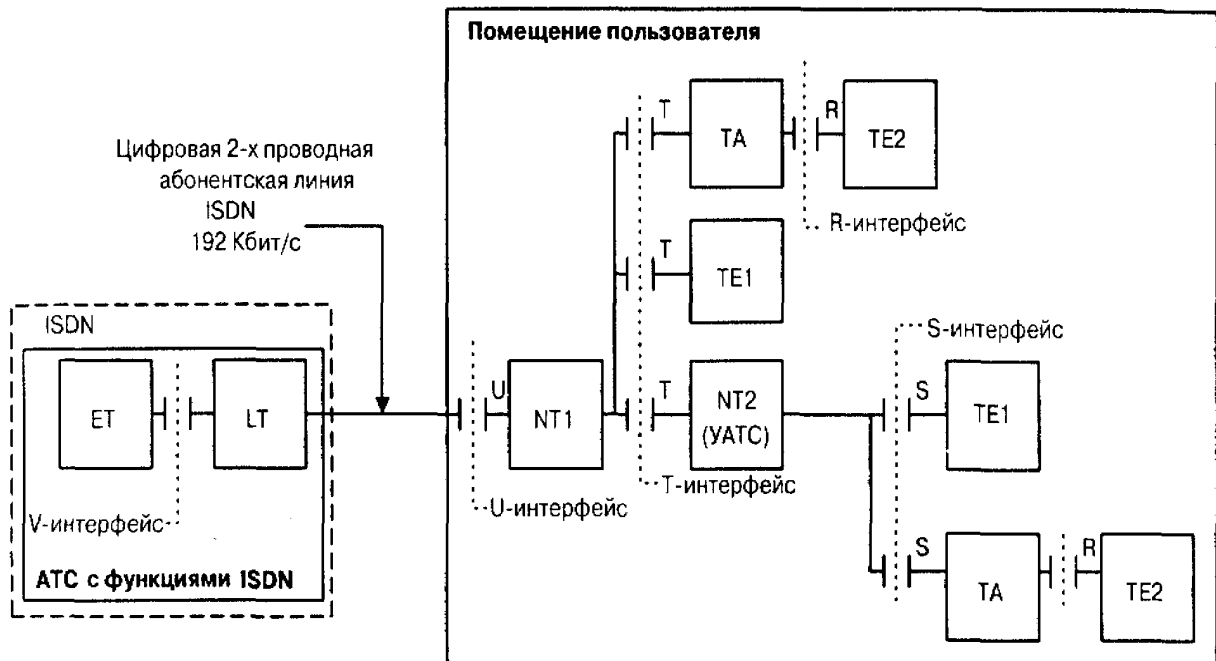 Помещение пользователя
T
TA
R
TE2
R-интерфейс
Цифровая 2-х проводная
абонентская линия
ISDN
192 Кбит/с
T
TE1
ISDN
ET
LT
V-интерфейс
АТС с функциями ISDN
U
NT1
U-интерфейс
T
NT2
(УАТС)
T-интерфейс
S-интерфейс
S
TE1
S
TA
R
TE2